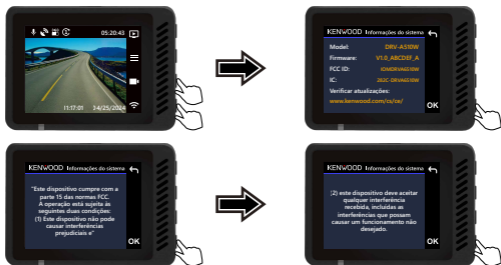 05:20:43
11:17:01 34/25/2024
KENWOOD Informações do sistema
Model: DRV-A510W
Firmware: V1.0_ABCDEF_A
FCC ID:
IC: 282C-DRVA6510W
Verificar atualizações:
www.kenwood.com/cs/ce/
OK
KENWOOD Informações do sistema
"Este dispositivo cumpre com a
parte 15 das normas FCC.
A operação está sujeita às
seguintes duas condições:
(1) Este dispositivo não pode
causar interferências
prejudiciais e"
OK
KENWOOD Informações do sistema
(2) este dispositivo deve aceitar
qualquer interferência
recebida, incluídas as
interferências que possam
causar um funcionamento não
desejado.
OK